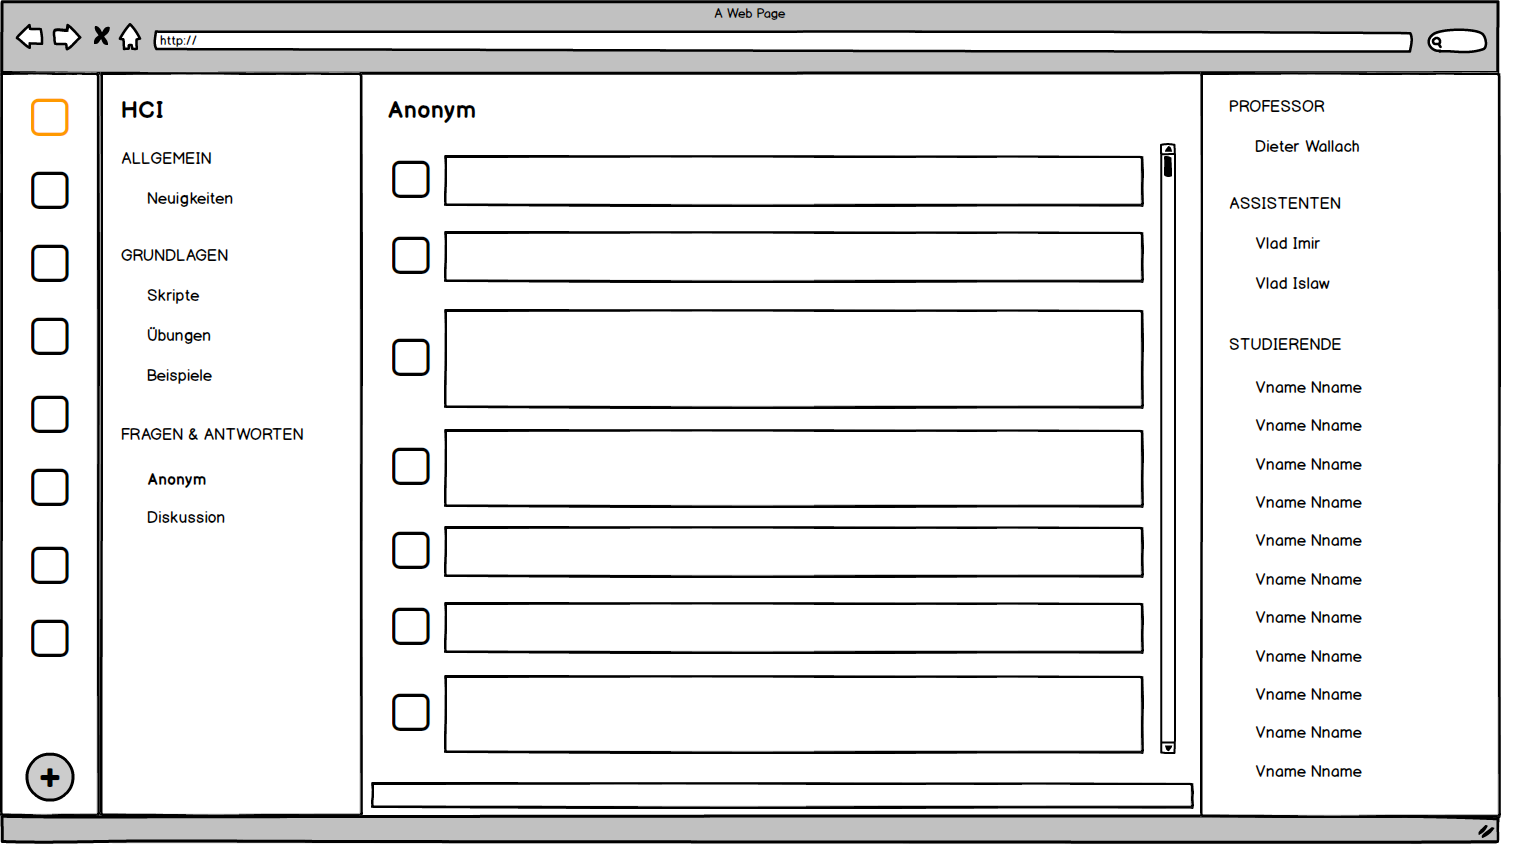 A Web Page
http://
HCI
ALLGEMEIN
Neuigkeiten
GRUNDLAGEN
Skripte
Übungen
Beispiele
FRAGEN & ANTWORTEN
Anonym
Diskussion
Anonym
PROFESSOR
Dieter Wallach
ASSISTENTEN
Vlad Imir
Vlad Islaw
STUDIERENDE
Vname Nname
Vname Nname
Vname Nname
Vname Nname
Vname Nname
Vname Nname
Vname Nname
Vname Nname
Vname Nname
Vname Nname
Vname Nname